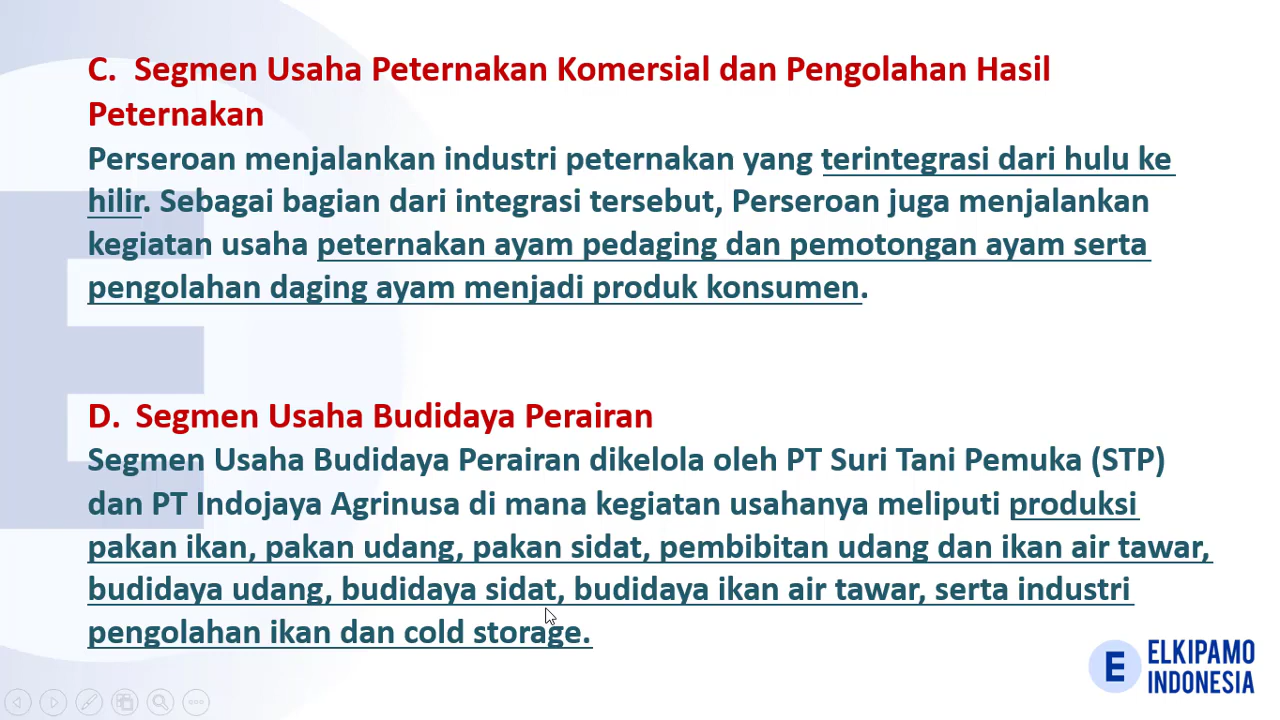 C. Segmen Usaha Peternakan Komersial dan Pengolahan Hasil
Peternakan
Perseroan menjalankan industri peternakan yang terintegrasi dari hulu ke
hilir. Sebagai bagian dari integrasi tersebut, Perseroan juga menjalankan
kegiatan usaha peternakan ayam pedaging dan pemotongan ayam serta
pengolahan daging ayam menjadi produk konsumen.
D. Segmen Usaha Budidaya Perairan
Segmen Usaha Budidaya Perairan dikelola oleh PT Suri Tani Pemuka (STP)
dan PT Indojaya Agrinusa di mana kegiatan usahanya meliputi produksi
pakan ikan, pakan udang, pakan sidat, pembibitan udang dan ikan air tawar,
budidaya udang, budidaya sidat, budidaya ikan air tawar, serta industri
pengolahan ikan dan cold storage.
E ELKIPAMO
INDONESIA